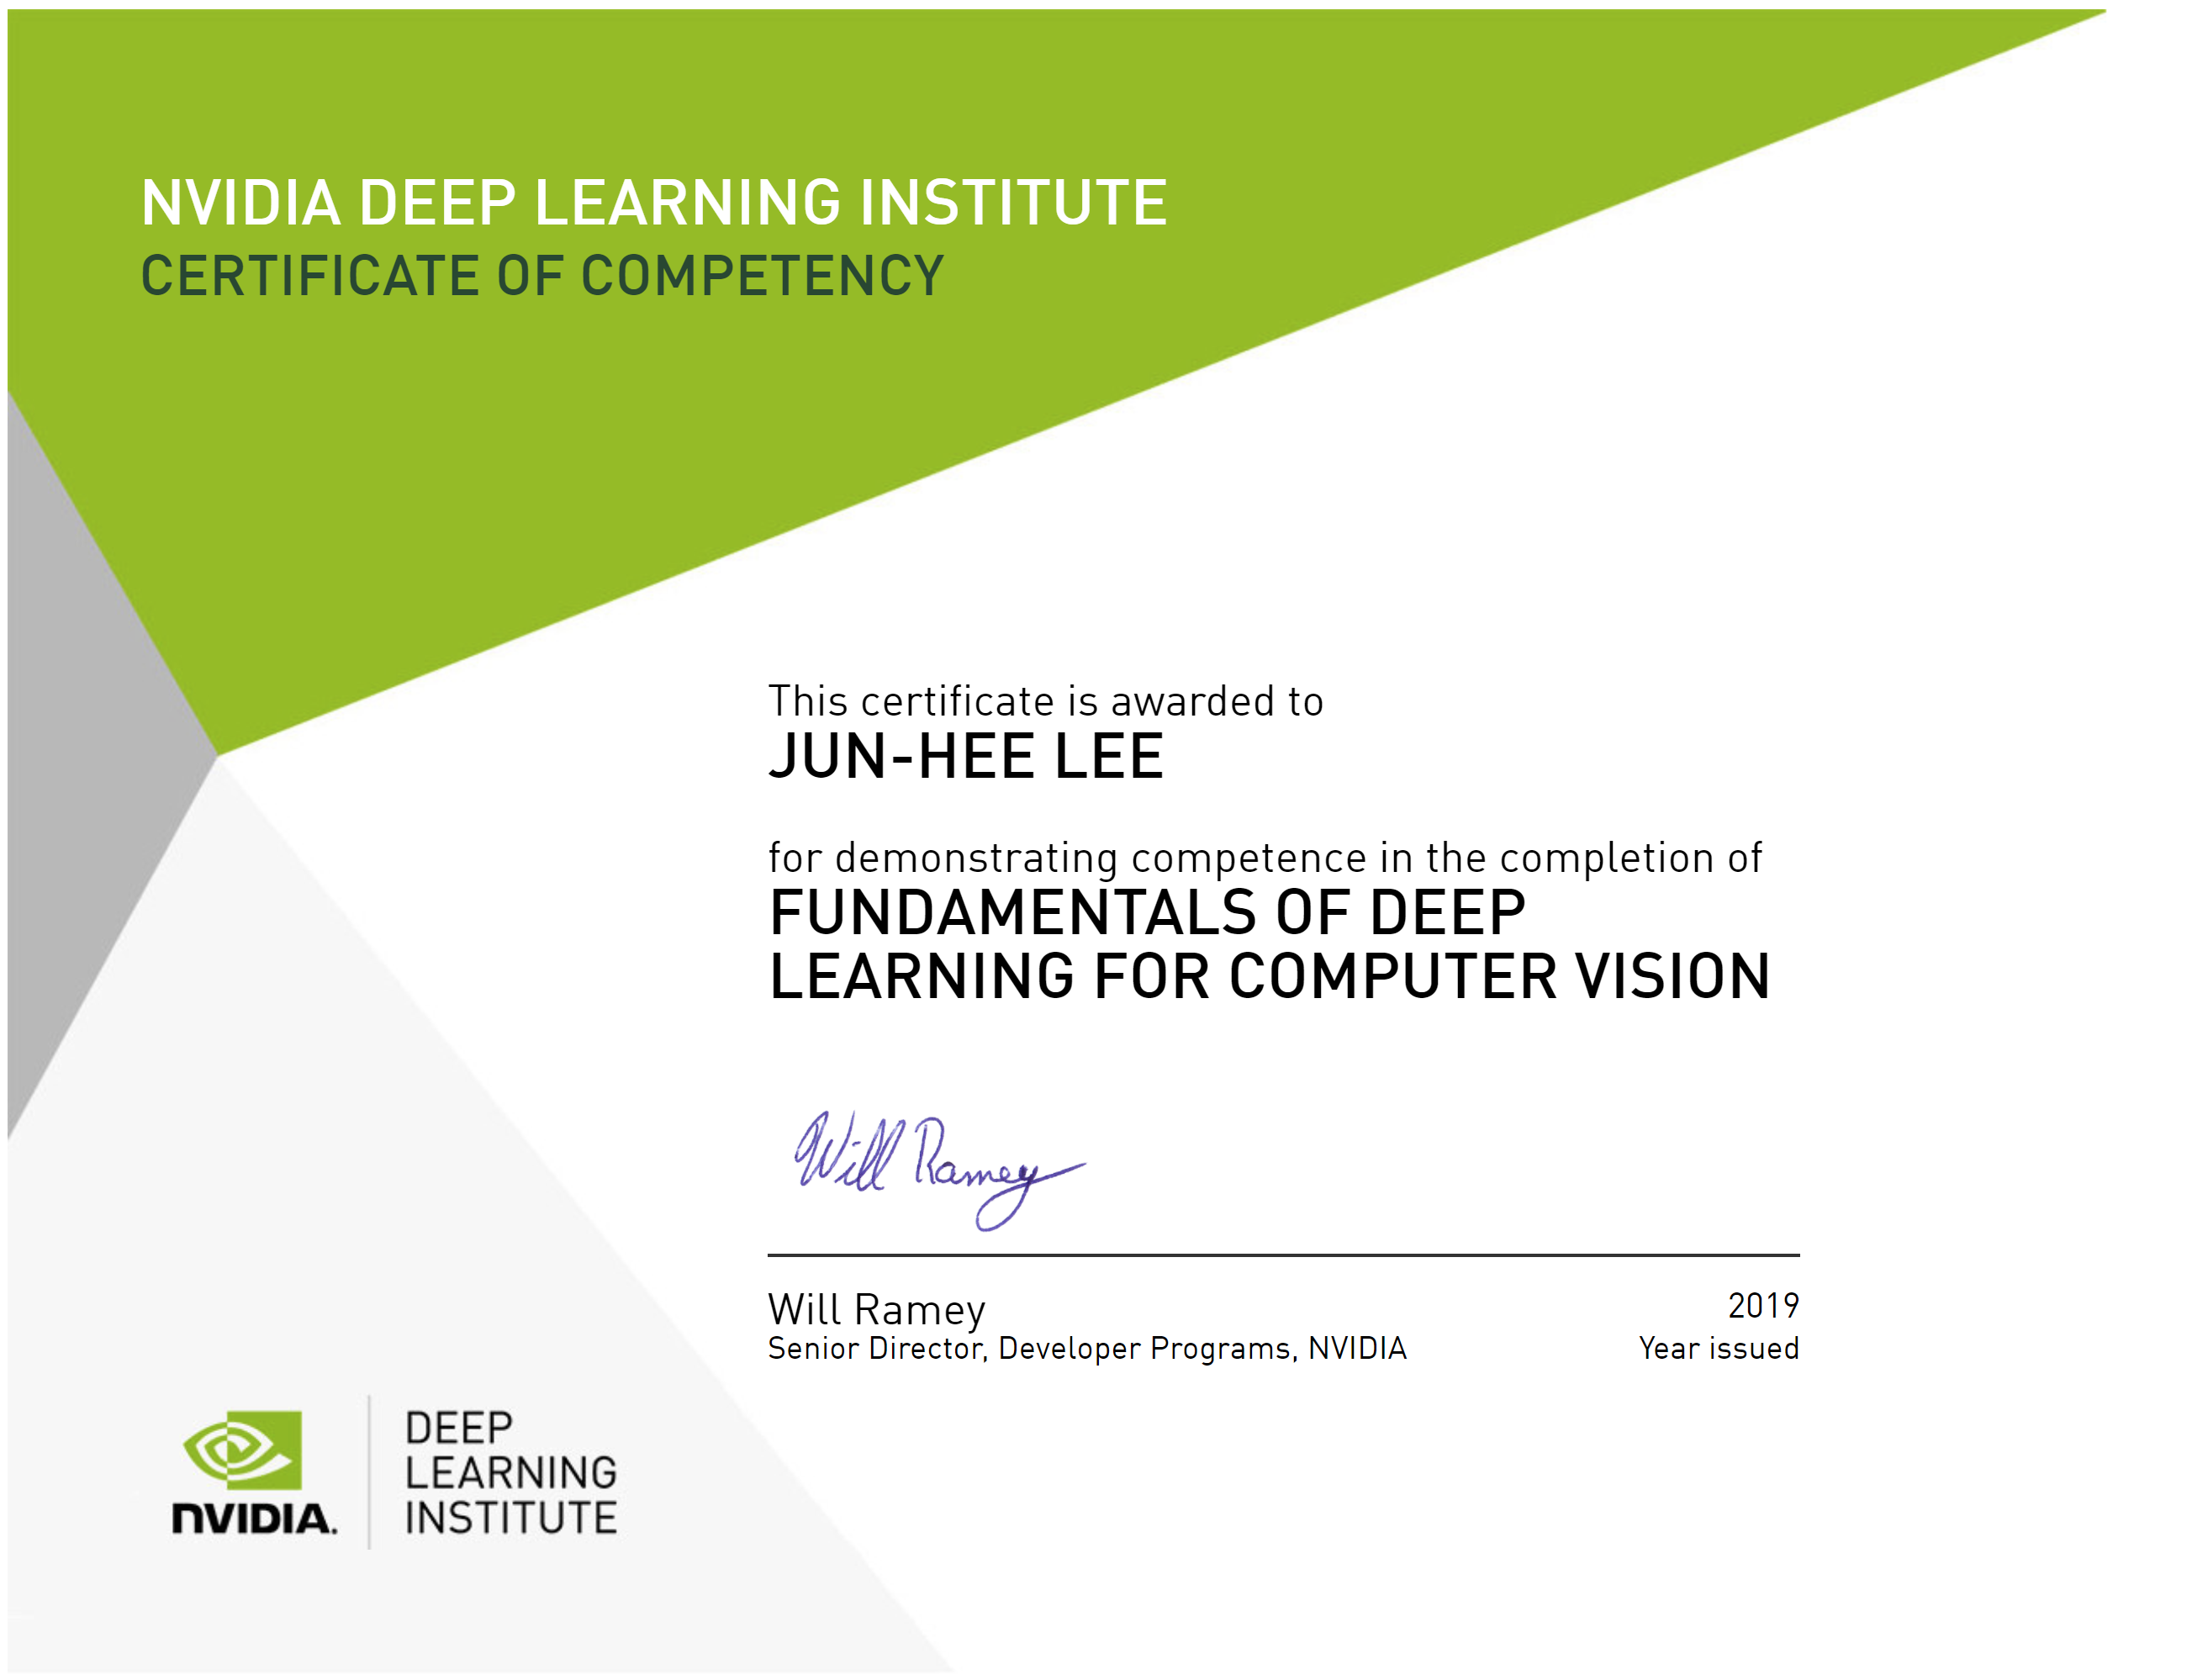 NVIDIA DEEP LEARNING INSTITUTE
CERTIFICATE OF COMPETENCY
This certificate is awarded to
JUN-HEE LEE
for demonstrating competence in the completion of
FUNDAMENTALS OF DEEP
LEARNING FOR COMPUTER VISION
Will Ramey
Will Ramey
Senior Director, Developer Programs, NVIDIA
2019
Year issued
NVIDIA.
DEEP
LEARNING
INSTITUTE